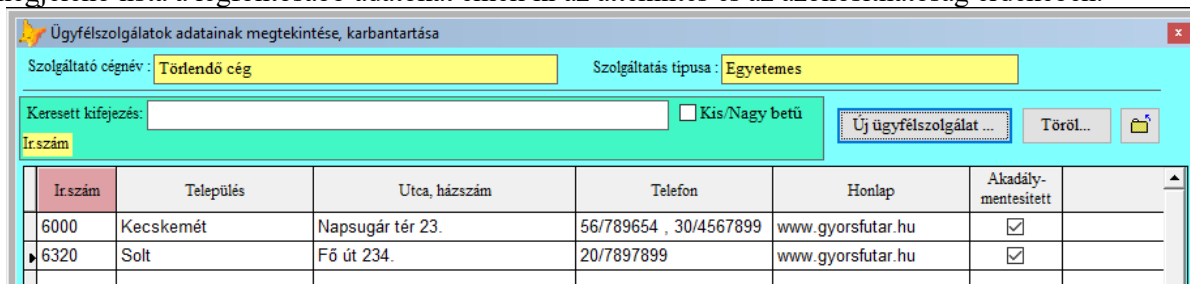 Ügyfélszolgálatok adatainak megtekintése, karbantartása
x
Szolgáltató cégnév : Törlendő cég Szolgáltatás típusa : Egyetemes
Keresett kifejezés: Kis/Nagy betű Új ügyfélszolgálat ... Töröl...
Ir.szám
Ir.szám Település Utca, házszám Telefon Honlap Akadály-
mentesített
6000 Kecskemét Napsugár tér 23. 56/789654 , 30/4567899 www.gyorsfutar.hu
6320 Solt Fő út 234. 20/7897899 www.gyorsfutar.hu